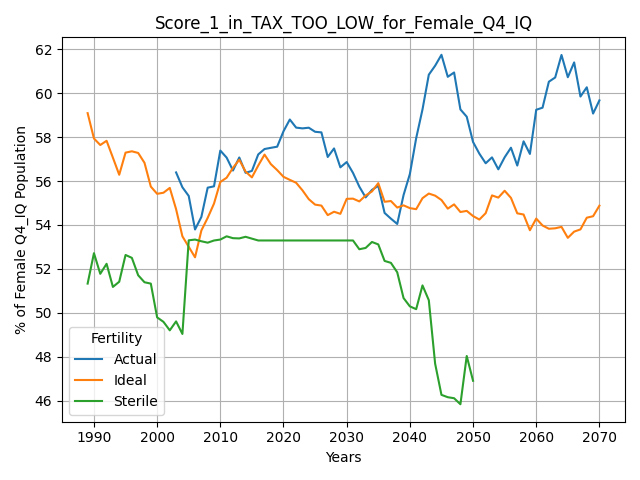 Score_1_in_TAX_TOO_LOW_for_Female_Q4_IQ
% of Female Q4_IQ Population
62
60
58
56
54
52
50
48
46
Fertility
Actual
Ideal
Sterile
1990 2000 2010 2020 2030 2040 2050 2060 2070
Years